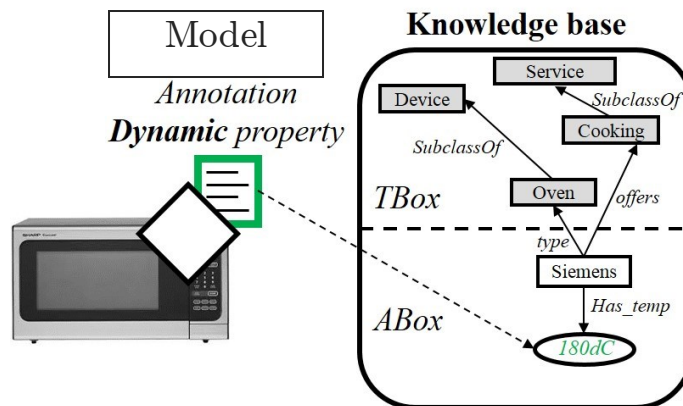 Model
Annotation
Dynamic property
Knowledge base
Service
Device
SubclassOf
Cooking
SubclassOf
Oven
offers
TBox
type
Siemens
Has_temp
ABox
180dC
SHARP